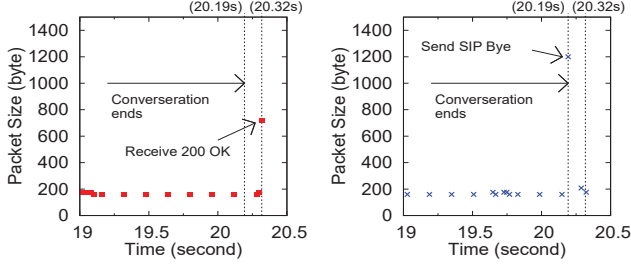 (20.19s) (20.32s)
1400
1200
1000
800
600
400
200
0
Packet Size (byte)
Converseration
ends
Receive 200 OK
19
19.5
20
20.5
Time (second)
(20.19s) (20.32s)
1400
1200
1000
800
600
400
200
0
Packet Size (byte)
Send SIP Bye
Converseration
ends
19
19.5
20
20.5
Time (second)